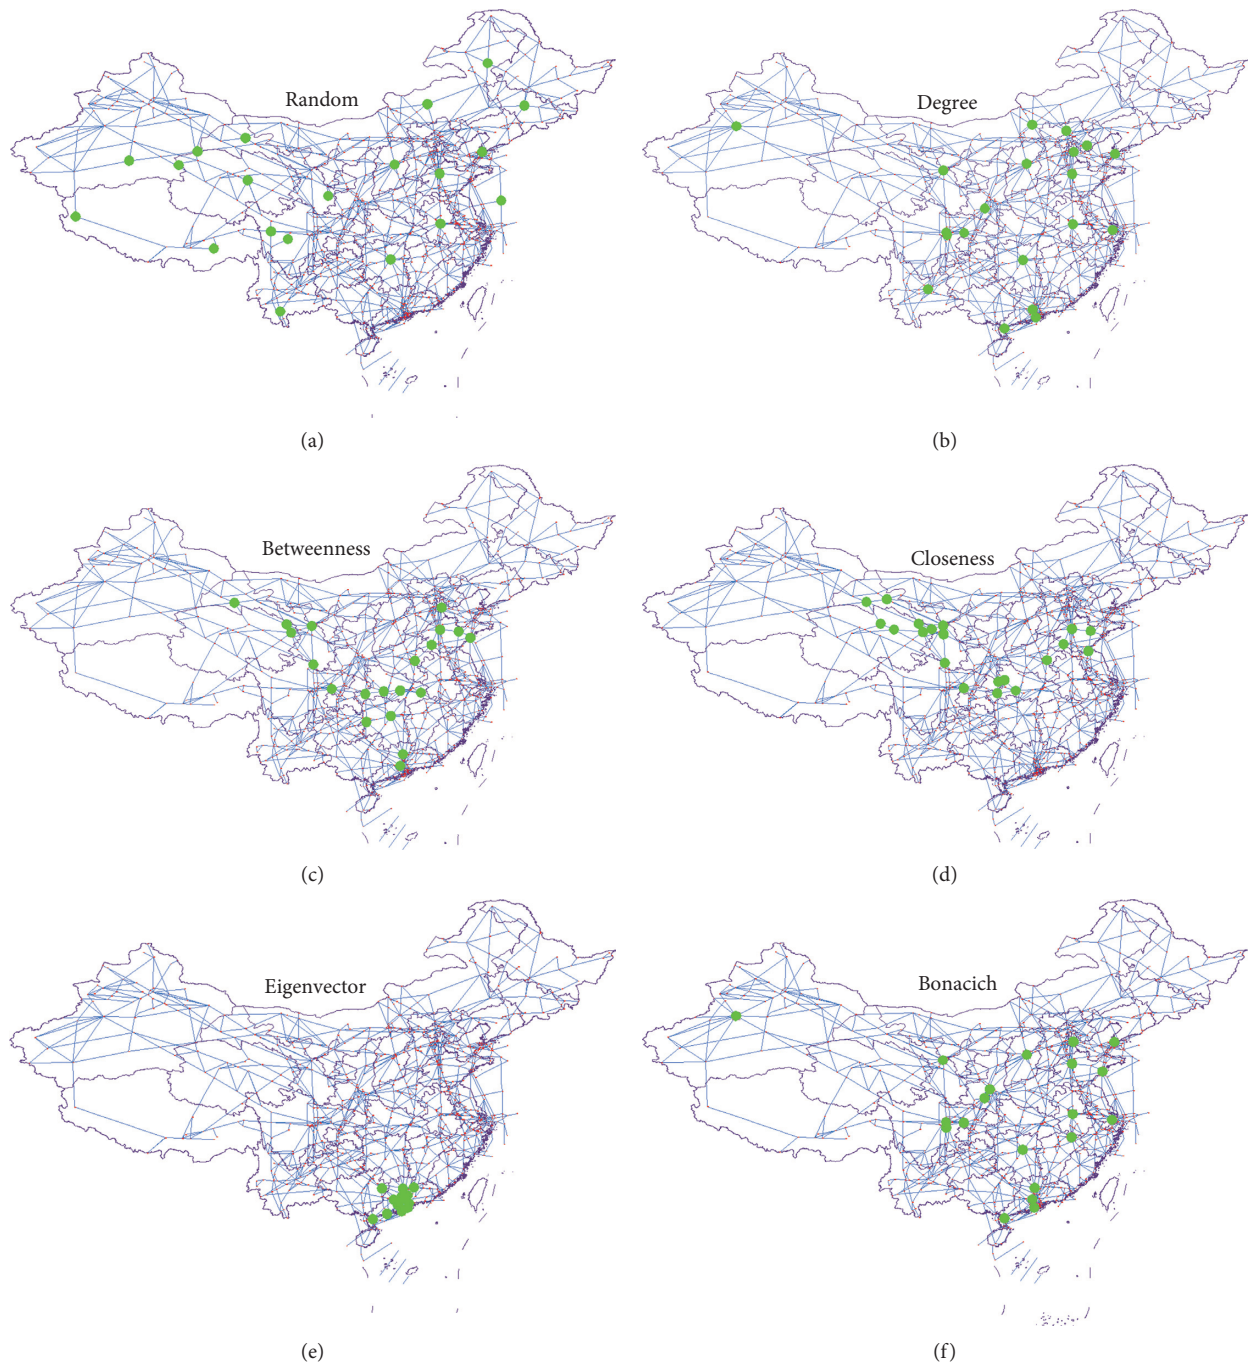 Random
Degree
(a)
(b)
Betweenness
Closeness
(c)
(d)
Eigenvector
Bonacich
(e)
(f)